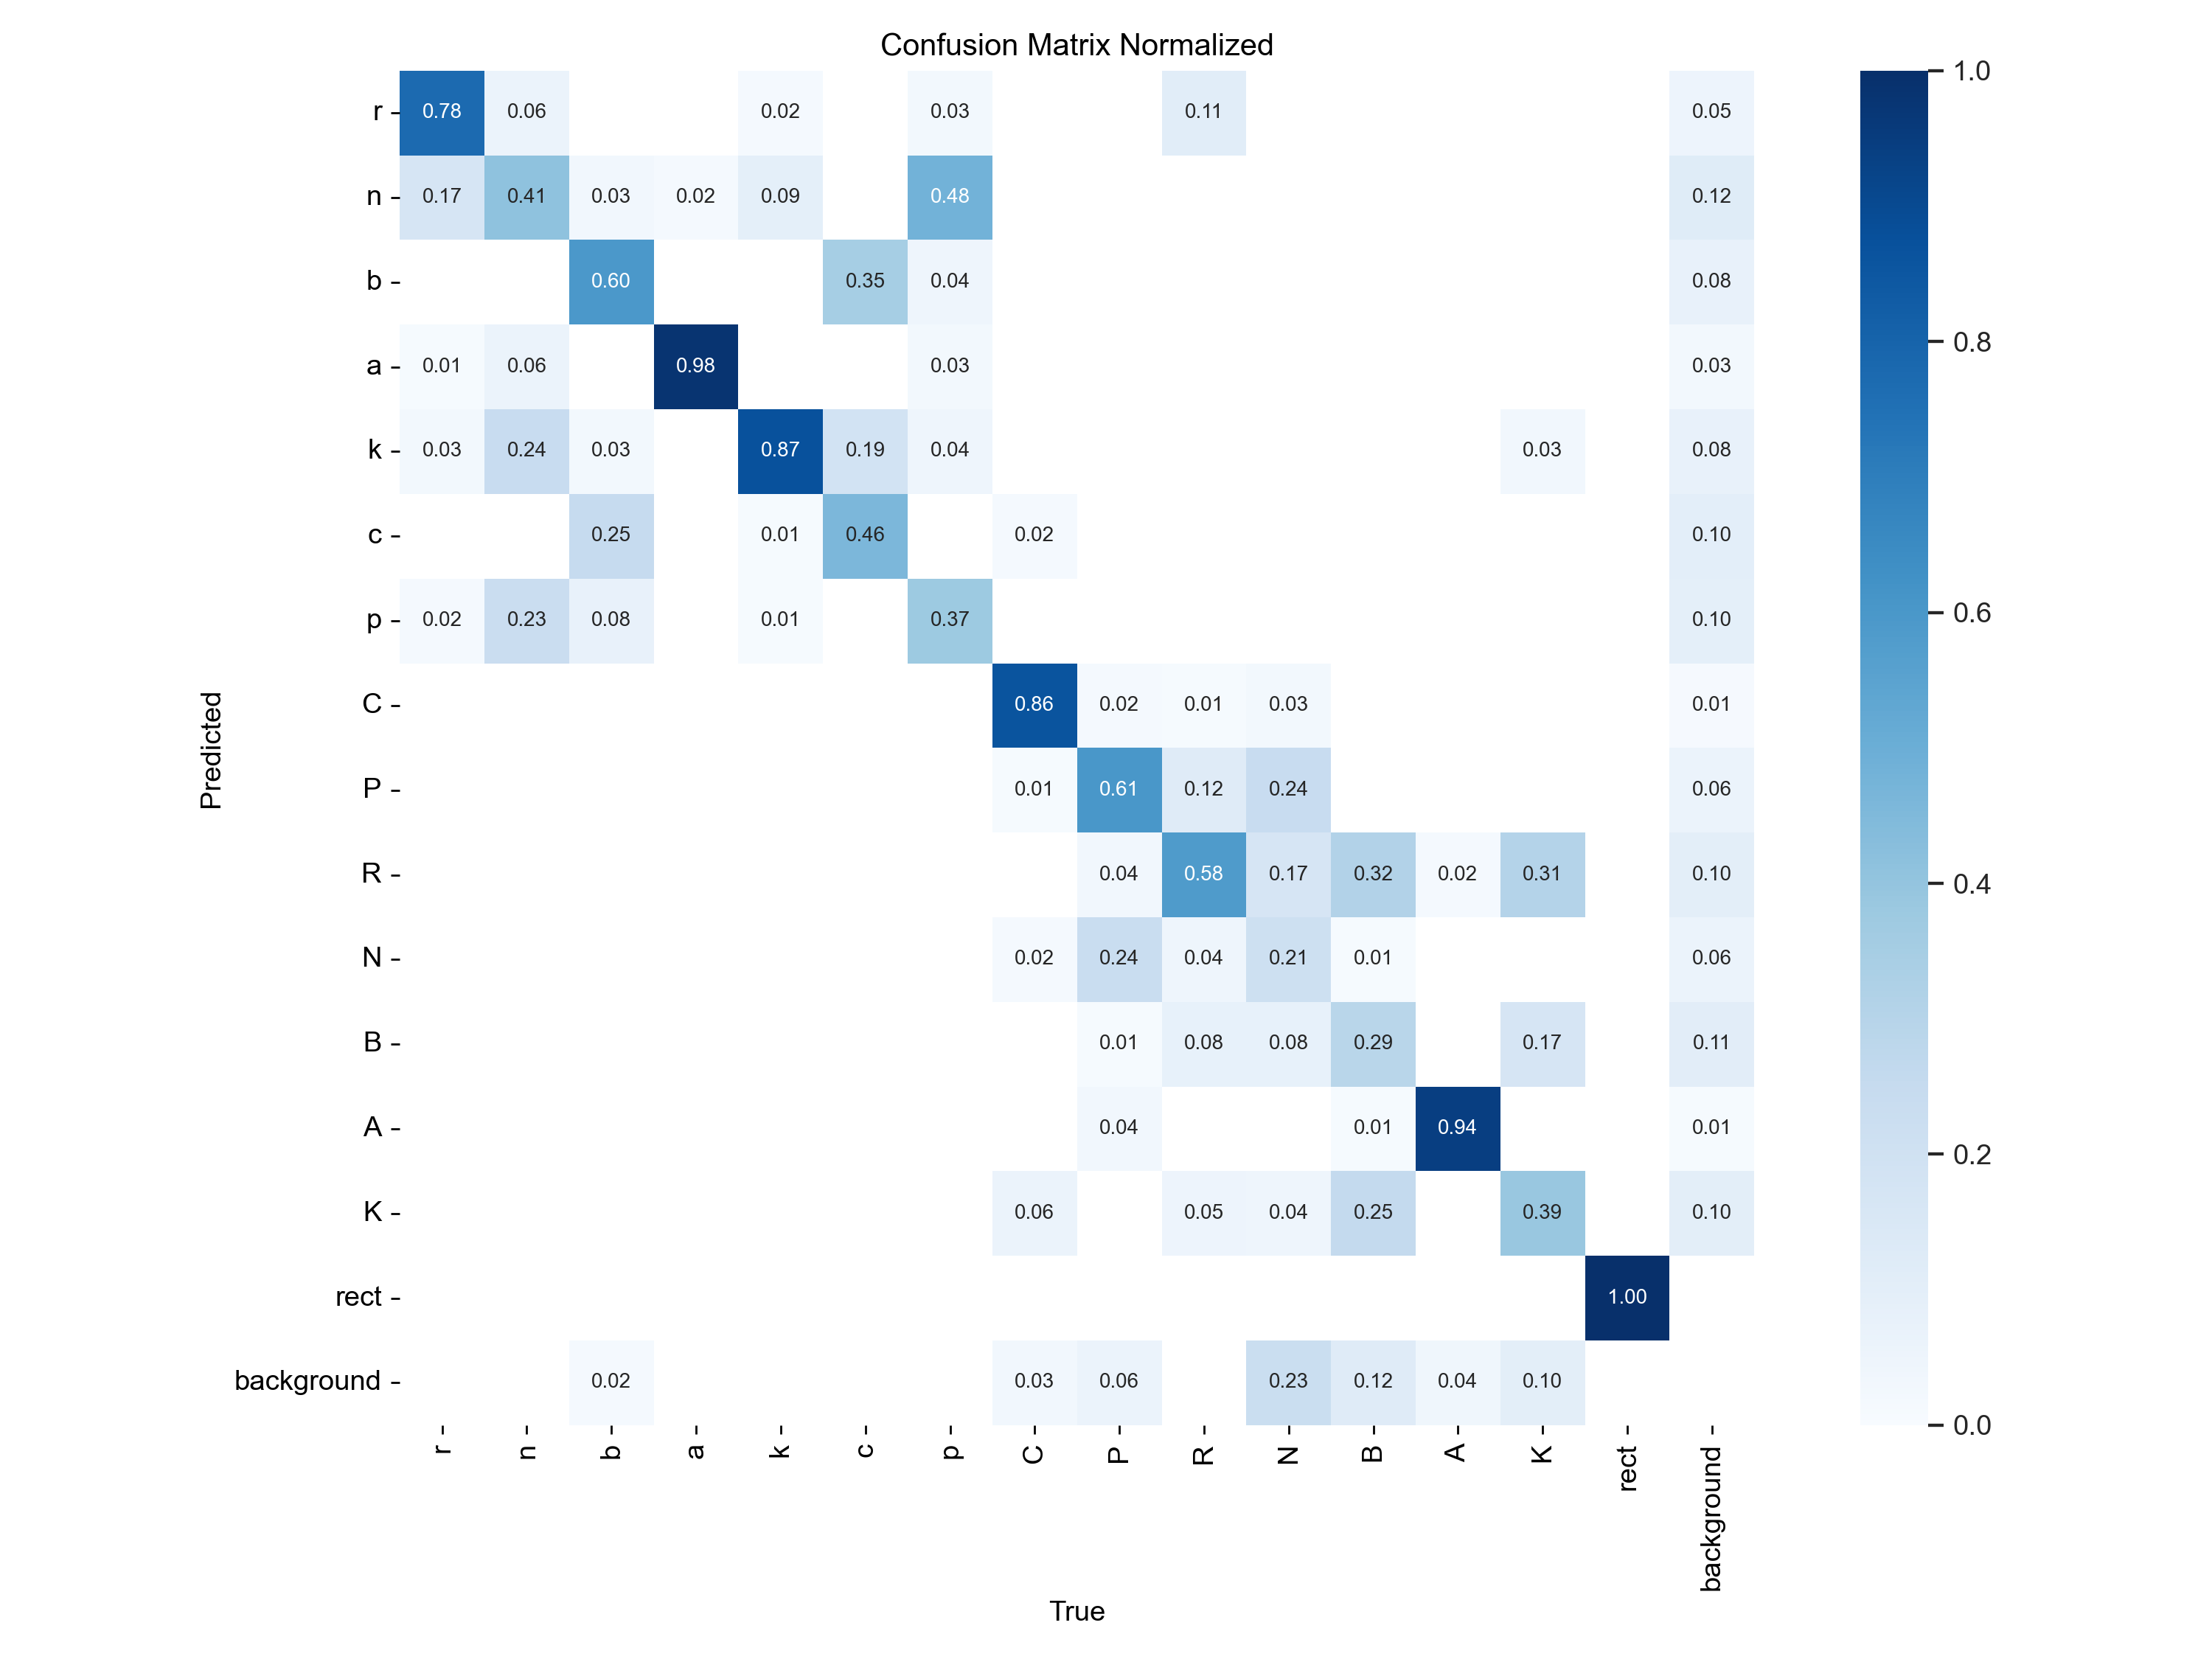 Confusion Matrix Normalized
r 0.78 0.06 0.02 0.03 0.11 0.05
n 0.17 0.41 0.03 0.02 0.09 0.48 0.12
b 0.60 0.35 0.04 0.08
a 0.01 0.06 0.98 0.03 0.03
k 0.03 0.24 0.03 0.87 0.19 0.04 0.03 0.08
c 0.25 0.01 0.46 0.02 0.10
p 0.02 0.23 0.08 0.01 0.37 0.10
C 0.86 0.02 0.01 0.03 0.01
P 0.01 0.61 0.12 0.24 0.06
R 0.04 0.58 0.17 0.32 0.02 0.31 0.10
N 0.02 0.24 0.04 0.21 0.01 0.06
B 0.01 0.08 0.08 0.29 0.17 0.11
A 0.04 0.01 0.94 0.01
K 0.06 0.05 0.04 0.25 0.39 0.10
rect 1.00
background 0.02 0.03 0.06 0.23 0.12 0.04 0.10
r n b a k c p C P R N B A K rect background
True
Predicted
1.0
0.8
0.6
0.4
0.2
0.0